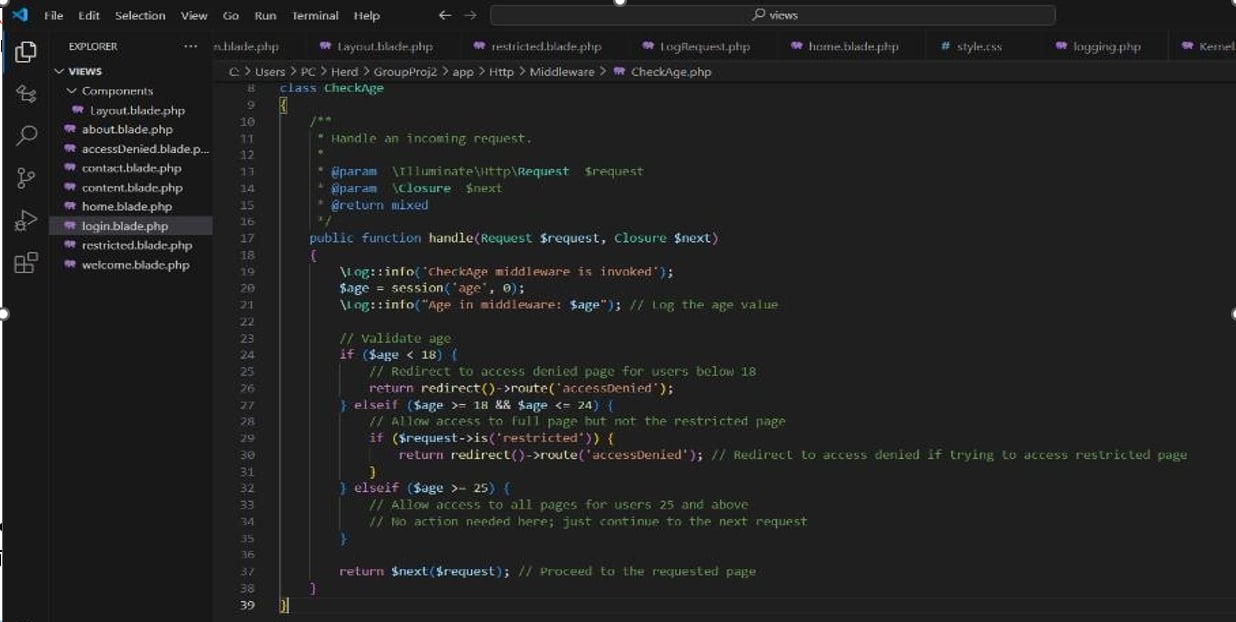 File Edit Selection View Go Run Terminal Help views
EXPLORER ... n.blade.php Layout.blade.php restricted.blade.php LogRequest.php home.blade.php # style.css logging.php Kernel
VIEWS
Components
Layout.blade.php
about.blade.php
accessDenied.blade.p...
contact.blade.php
content.blade.php
home.blade.php
login.blade.php
restricted.blade.php
welcome.blade.php
C: > Users > PC > Herd > GroupProj2 > app > Http > Middleware > CheckAge.php
8 class CheckAge
9 {
10 /**
11 * Handle an incoming request.
12 *
13 * @param \Illuminate\Http\Request $request
14 * @param \Closure $next
15 * @return mixed
16 */
17 public function handle(Request $request, Closure $next)
18 {
19 \Log::info('CheckAge middleware is invoked');
20 $age = session('age', 0);
21 \Log::info("Age in middleware: $age"); // Log the age value
22
23 // Validate age
24 if ($age < 18) {
25 // Redirect to access denied page for users below 18
26 return redirect()->route('accessDenied');
27 } elseif ($age >= 18 && $age <= 24) {
28 // Allow access to full page but not the restricted page
29 if ($request->is('restricted')) {
30 return redirect()->route('accessDenied'); // Redirect to access denied if trying to access restricted page
31 }
32 } elseif ($age >= 25) {
33 // Allow access to all pages for users 25 and above
34 // No action needed here; just continue to the next request
35 }
36
37 return $next($request); // Proceed to the requested page
38 }
39 }